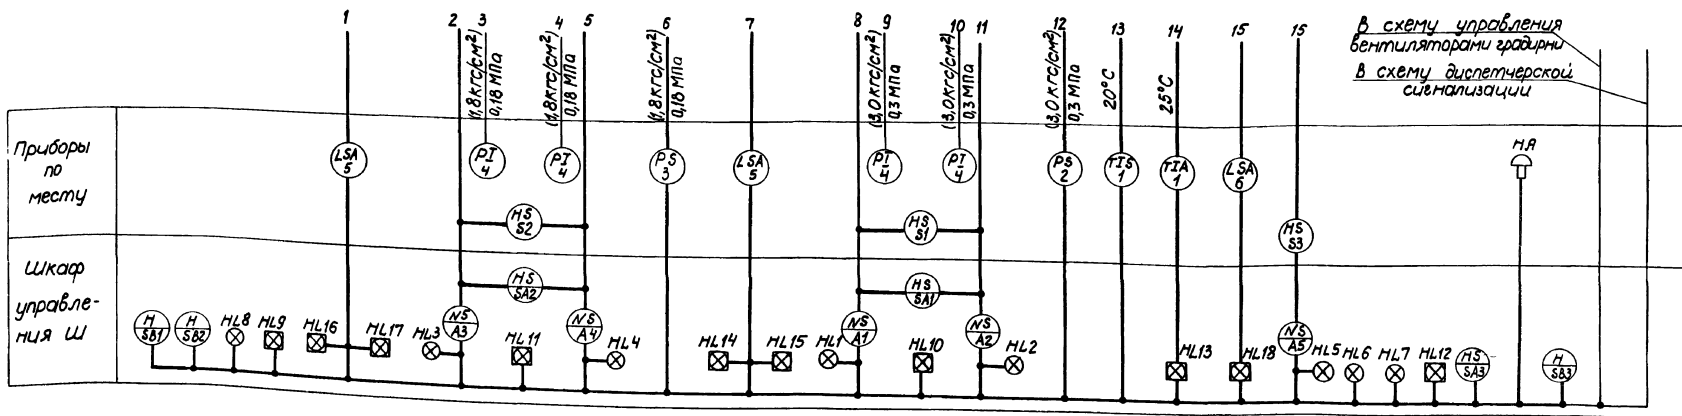 1 2 3 4 5 6 7 8 9 10 11 12 13 14 15 15
В схему управления
вентиляторами градирни
В схему диспетчерской
сигнализации
(1,8 кгс/см²)
0,18 МПа
(1,8 кгс/см²)
0,18 МПа
(1,8 кгс/см²)
0,18 МПа
(3,0 кгс/см²)
0,3 МПа
(3,0 кгс/см²)
0,3 МПа
(3,0 кгс/см²)
0,3 МПа
20°С
25°С
Приборы
по
месту
LSA
5
PI
4
PI
4
PS
3
LSA
5
PI
4
PI
4
PS
2
TIS
1
TIA
1
LSA
6
НА
HS
S2
HS
S1
HS
S3
Шкаф
управле-
ния Ш
HS
SA2
HS
SA1
H
SB1
H
SB2
HL8
HL9
HL16
HL17
HL3
NS
A3
HL11
NS
A4
HL4
HL14
HL15
HL1
NS
A1
HL10
NS
A2
HL2
HL13
HL18
NS
A5
HL5
HL6
HL7
HL12
HS
SA3
H
SB3